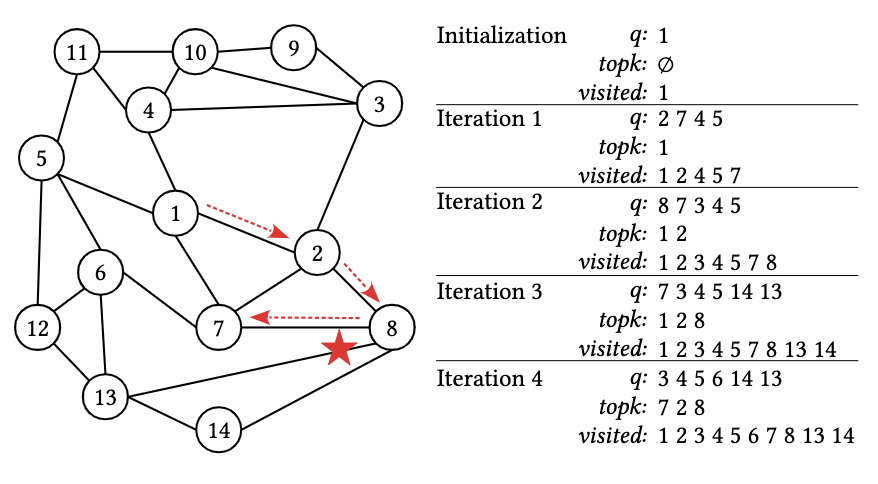 11
10
9
4
3
5
1
2
6
12
7
8
13
14
Initialization q: 1
topk: ∅
visited: 1
Iteration 1 q: 2 7 4 5
topk: 1
visited: 1 2 4 5 7
Iteration 2 q: 8 7 3 4 5
topk: 1 2
visited: 1 2 3 4 5 7 8
Iteration 3 q: 7 3 4 5 14 13
topk: 1 2 8
visited: 1 2 3 4 5 7 8 13 14
Iteration 4 q: 3 4 5 6 14 13
topk: 7 2 8
visited: 1 2 3 4 5 6 7 8 13 14